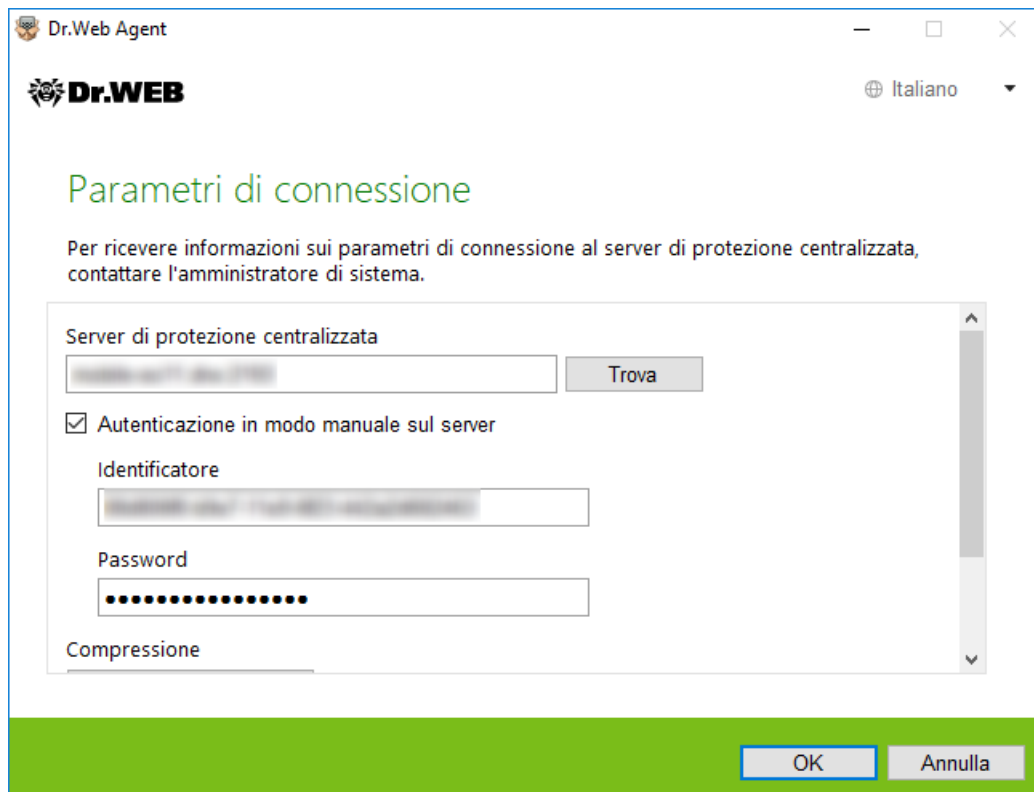 Dr.Web Agent
Dr.WEB
Italiano
Parametri di connessione
Per ricevere informazioni sui parametri di connessione al server di protezione centralizzata,
contattare l'amministratore di sistema.
Server di protezione centralizzata
Trova
Autenticazione in modo manuale sul server
Identificatore
Password
●●●●●●●●●●●●●●●●
Compressione
OK
Annulla